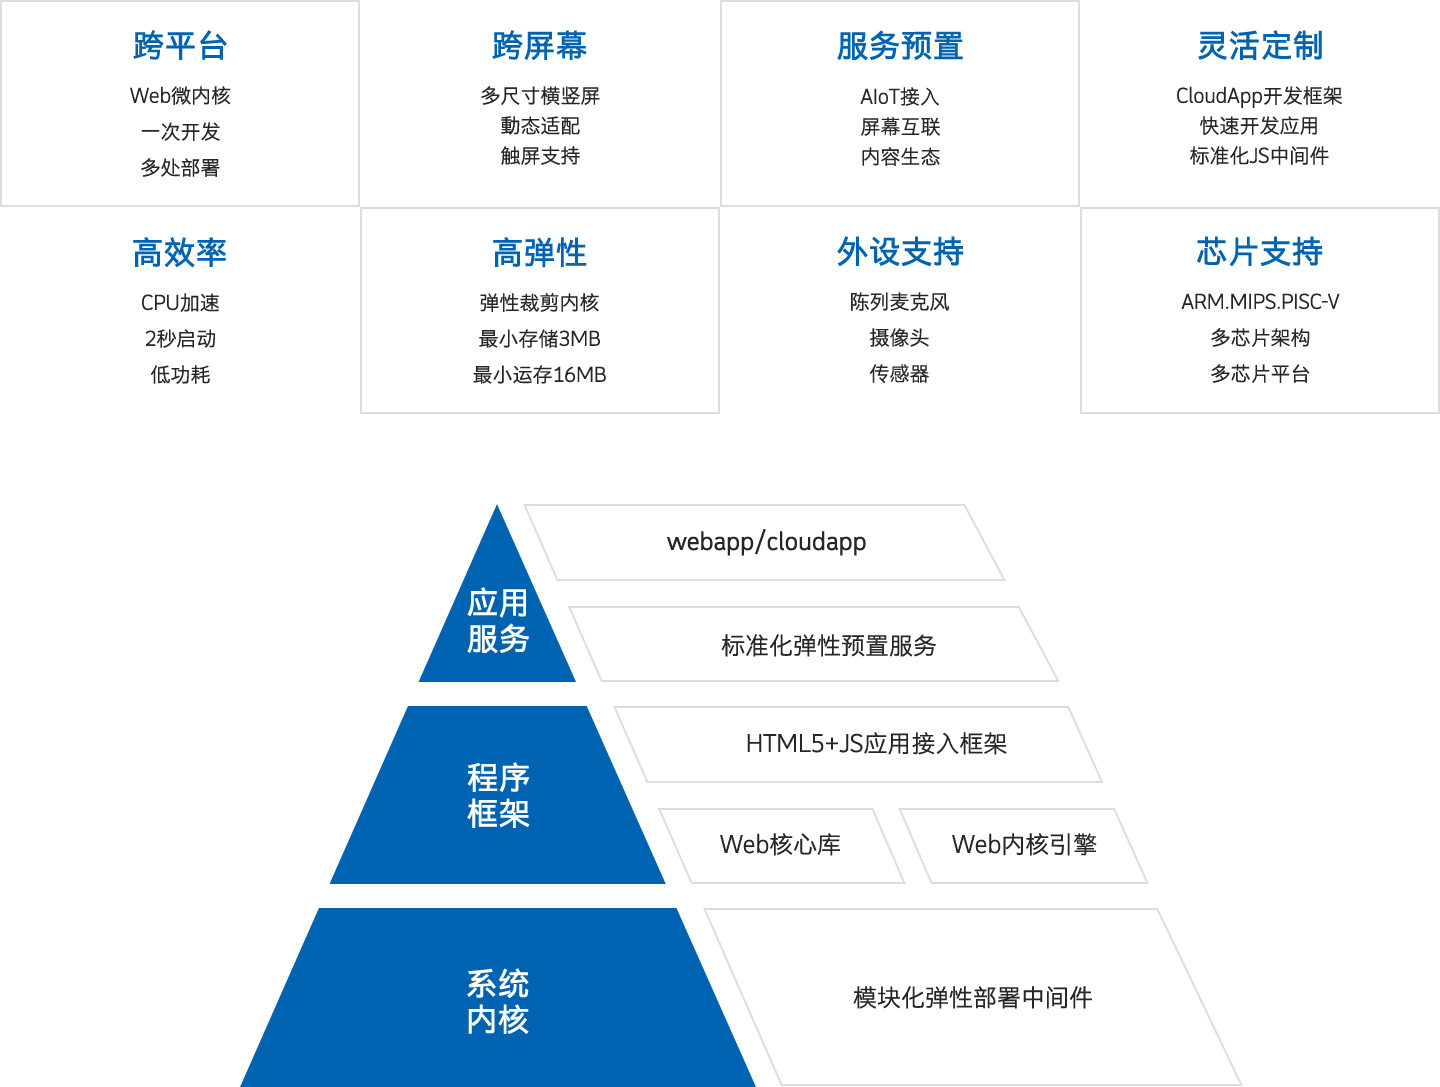 跨平台
Web微内核
一次开发
多处部署
跨屏幕
多尺寸横竖屏
動态适配
触屏支持
服务预置
AIoT接入
屏幕互联
内容生态
灵活定制
CloudApp开发框架
快速开发应用
标准化JS中间件
高效率
CPU加速
2秒启动
低功耗
高弹性
弹性裁剪内核
最小存储3MB
最小运存16MB
外设支持
陈列麦克风
摄像头
传感器
芯片支持
ARM.MIPS.PISC-V
多芯片架构
多芯片平台
应用
服务
webapp/cloudapp
标准化弹性预置服务
程序
框架
HTML5+JS应用接入框架
Web核心库
Web内核引擎
系统
内核
模块化弹性部署中间件